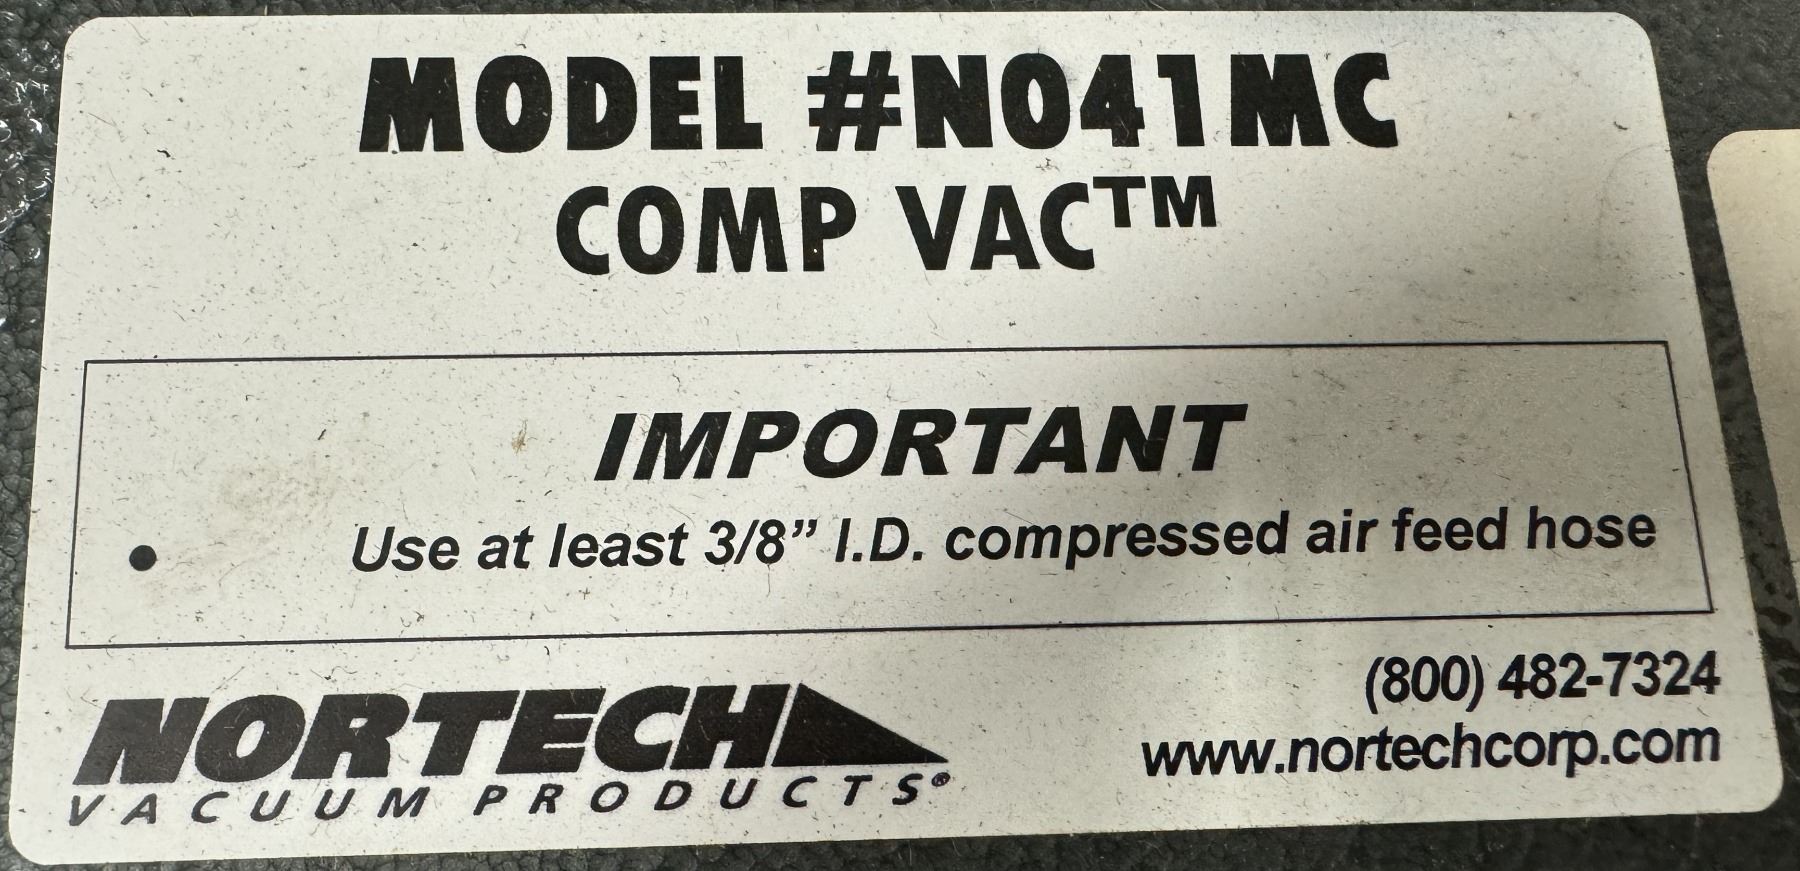 MODEL #N041MC
COMP VAC™
IMPORTANT
• Use at least 3/8” I.D. compressed air feed hose
NORTECH
VACUUM PRODUCTS®
(800) 482-7324
www.nortechcorp.com